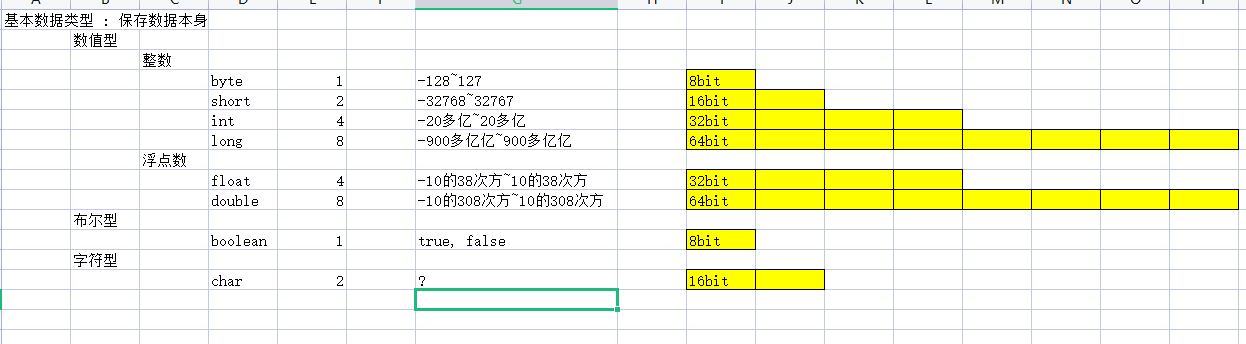 基本数据类型 : 保存数据本身
数值型
整数
byte 1 -128~127 8bit
short 2 -32768~32767 16bit
int 4 -20多亿~20多亿 32bit
long 8 -900多亿亿~900多亿亿 64bit
浮点数
float 4 -10的38次方~10的38次方 32bit
double 8 -10的308次方~10的308次方 64bit
布尔型
boolean 1 true, false 8bit
字符型
char 2 ? 16bit